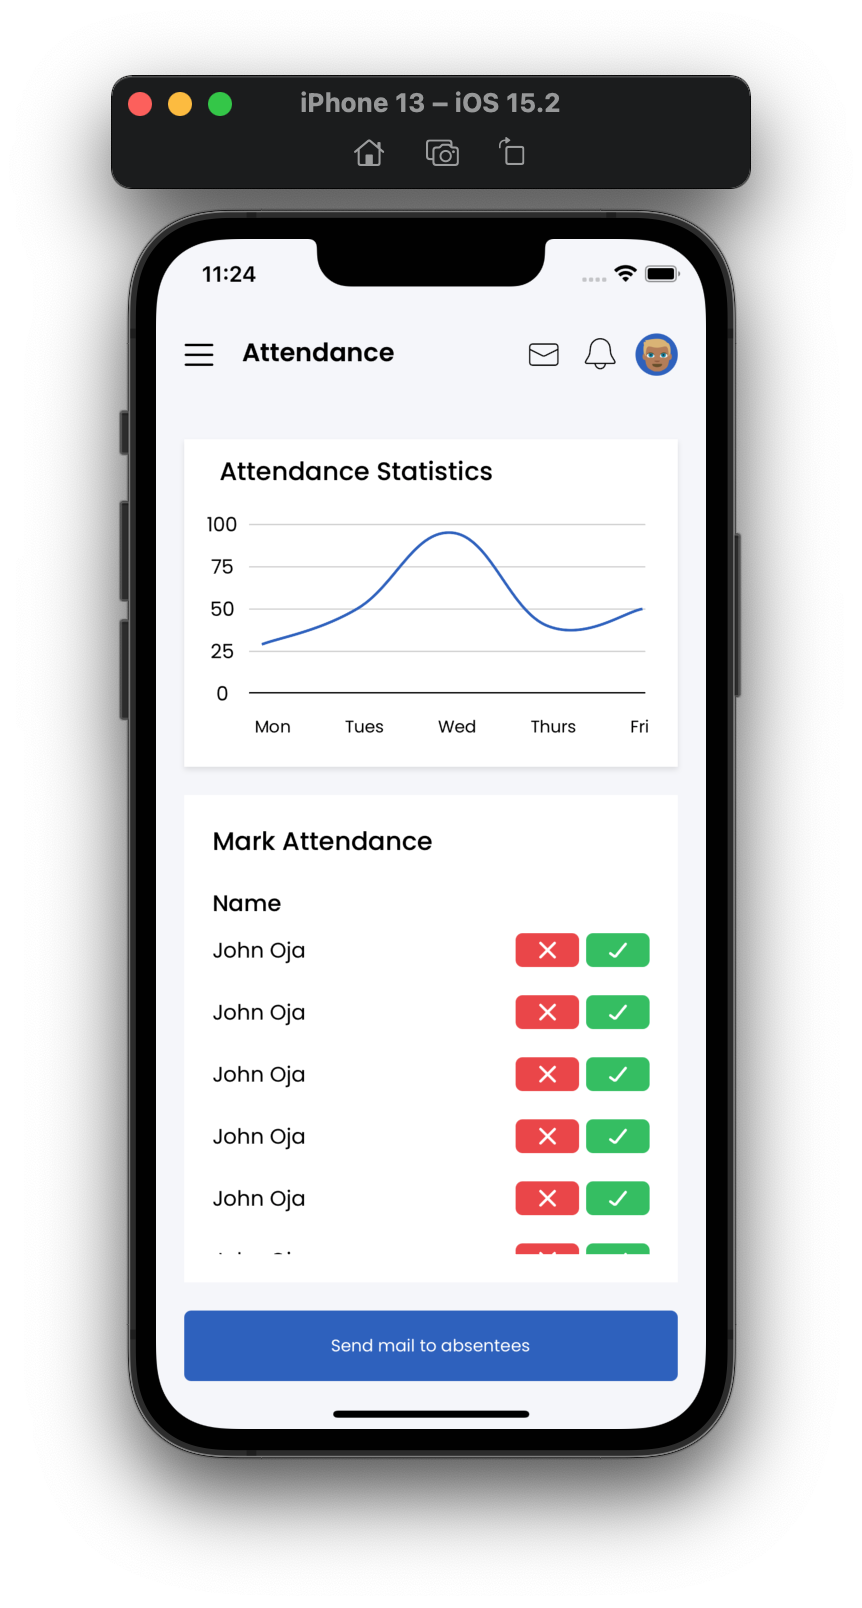 iPhone 13 – iOS 15.2
11:24
Attendance
Attendance Statistics
100
75
50
25
0
Mon Tues Wed Thurs Fri
Mark Attendance
Name
John Oja
John Oja
John Oja
John Oja
John Oja
Send mail to absentees